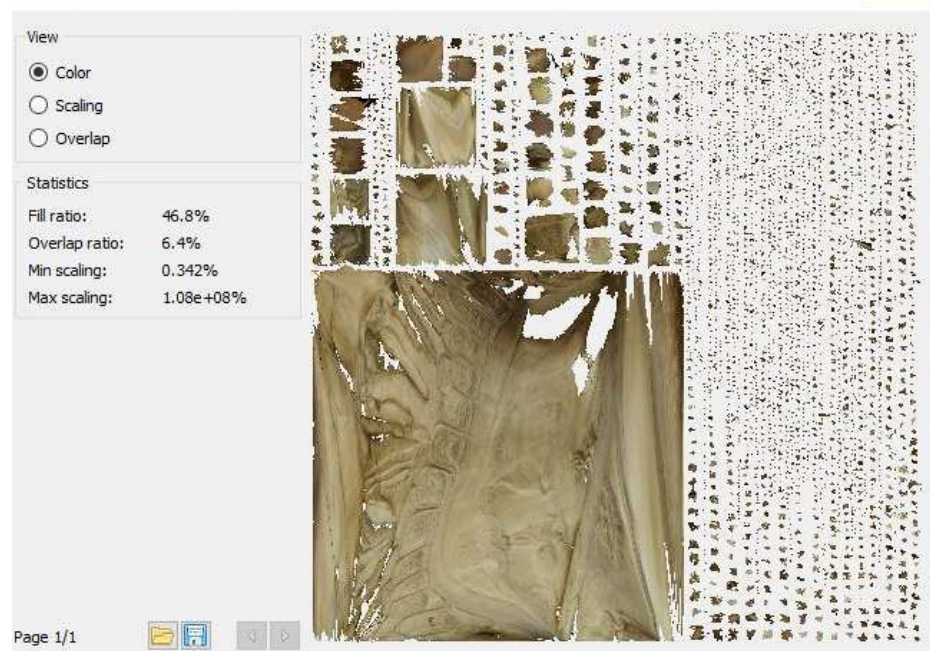 View
Color
Scaling
Overlap
Statistics
Fill ratio: 46.8%
Overlap ratio: 6.4%
Min scaling: 0.342%
Max scaling: 1.08e+08%
Page 1/1